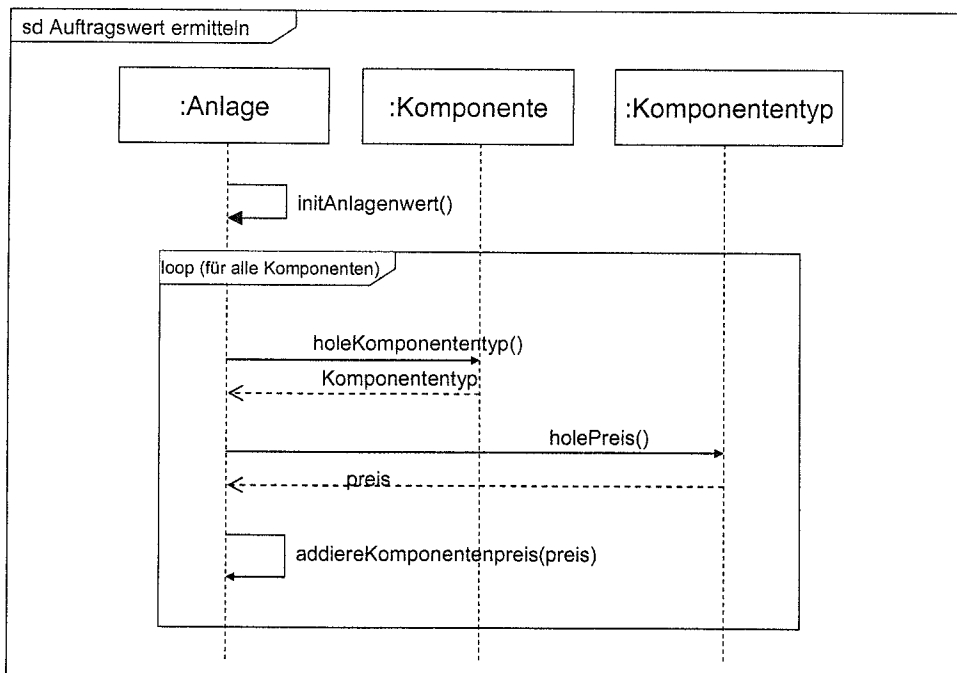 sd Auftragswert ermitteln
:Anlage
:Komponente
:Komponententyp
initAnlagenwert()
loop (für alle Komponenten)
holeKomponententyp()
Komponententyp
holePreis()
preis
addiereKomponentenpreis(preis)